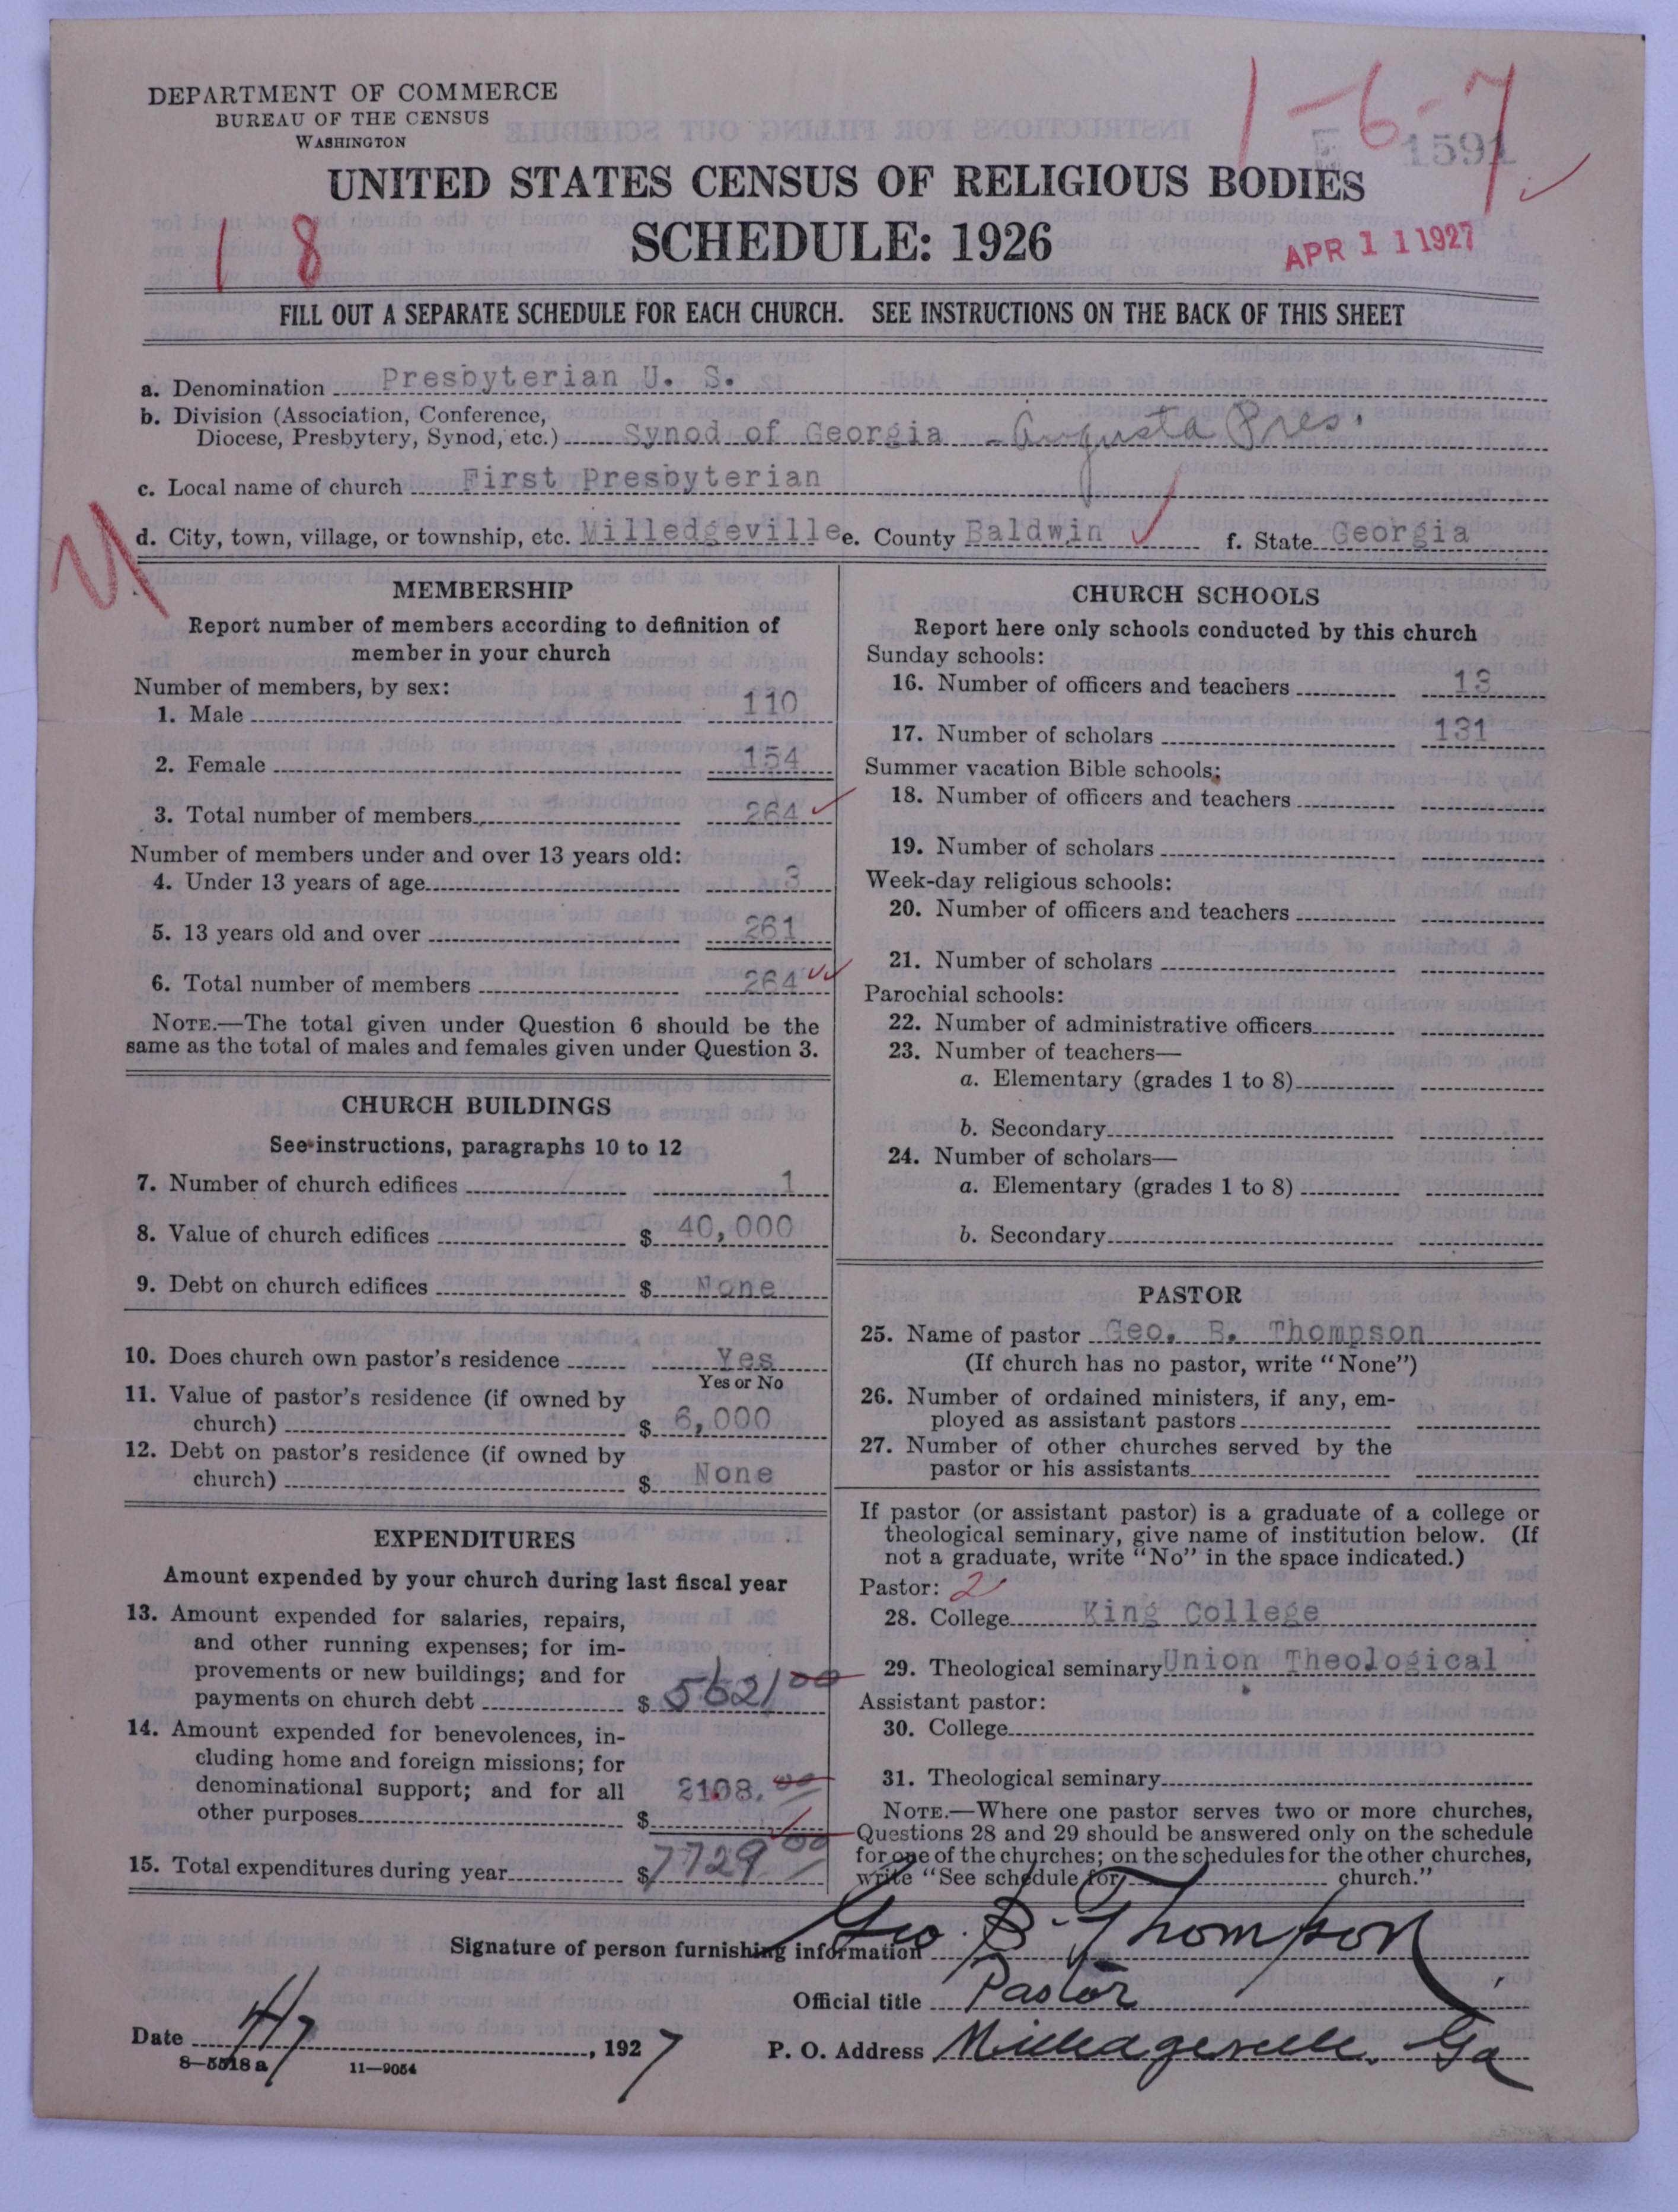 DEPARTMENT OF COMMERCE
BUREAU OF THE CENSUS
WASHINGTON
1-6-7
1591
UNITED STATES CENSUS OF RELIGIOUS BODIES
SCHEDULE: 1926
1 8
APR 11 1927
FILL OUT A SEPARATE SCHEDULE FOR EACH CHURCH. SEE INSTRUCTIONS ON THE BACK OF THIS SHEET
a. Denomination Presbyterian U. S.
b. Division (Association, Conference,
Diocese, Presbytery, Synod, etc.) Synod of Georgia - Augusta Pres.
c. Local name of church First Presbyterian
d. City, town, village, or township, etc. Milledgeville e. County Baldwin f. State Georgia
MEMBERSHIP
Report number of members according to definition of
member in your church
Number of members, by sex:
1. Male 110
2. Female 154
3. Total number of members 264
Number of members under and over 13 years old:
4. Under 13 years of age 3
5. 13 years old and over 261
6. Total number of members 264
NOTE.—The total given under Question 6 should be the
same as the total of males and females given under Question 3.
CHURCH BUILDINGS
See instructions, paragraphs 10 to 12
7. Number of church edifices 1
8. Value of church edifices $ 40,000
9. Debt on church edifices $ None
10. Does church own pastor's residence Yes
Yes or No
11. Value of pastor's residence (if owned by
church) $ 6,000
12. Debt on pastor's residence (if owned by
church) $ None
EXPENDITURES
Amount expended by your church during last fiscal year
13. Amount expended for salaries, repairs,
and other running expenses; for im-
provements or new buildings; and for
payments on church debt $ 5621 00
14. Amount expended for benevolences, in-
cluding home and foreign missions; for
denominational support; and for all
other purposes $ 2108. 00
15. Total expenditures during year $ 7729 00
CHURCH SCHOOLS
Report here only schools conducted by this church
Sunday schools:
16. Number of officers and teachers 13
17. Number of scholars 131
Summer vacation Bible schools:
18. Number of officers and teachers
19. Number of scholars
Week-day religious schools:
20. Number of officers and teachers
21. Number of scholars
Parochial schools:
22. Number of administrative officers
23. Number of teachers—
a. Elementary (grades 1 to 8)
b. Secondary
24. Number of scholars—
a. Elementary (grades 1 to 8)
b. Secondary
PASTOR
25. Name of pastor Geo. B. Thompson
(If church has no pastor, write "None")
26. Number of ordained ministers, if any, em-
ployed as assistant pastors
27. Number of other churches served by the
pastor or his assistants
If pastor (or assistant pastor) is a graduate of a college or
theological seminary, give name of institution below. (If
not a graduate, write "No" in the space indicated.)
Pastor: 2
28. College King College
29. Theological seminary Union Theological
Assistant pastor:
30. College
31. Theological seminary
NOTE.—Where one pastor serves two or more churches,
Questions 28 and 29 should be answered only on the schedule
for one of the churches; on the schedules for the other churches,
write "See schedule for church."
Signature of person furnishing information Geo. B. Thompson
Official title Pastor
Date 4/7, 1927 P. O. Address Milledgeville, Ga
8—5518a 11—9054